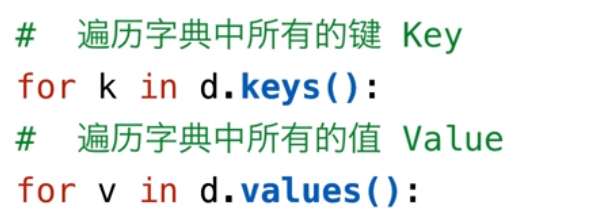 #  遍历字典中所有的键 Key
for k in d.keys():
#  遍历字典中所有的值 Value
for v in d.values():